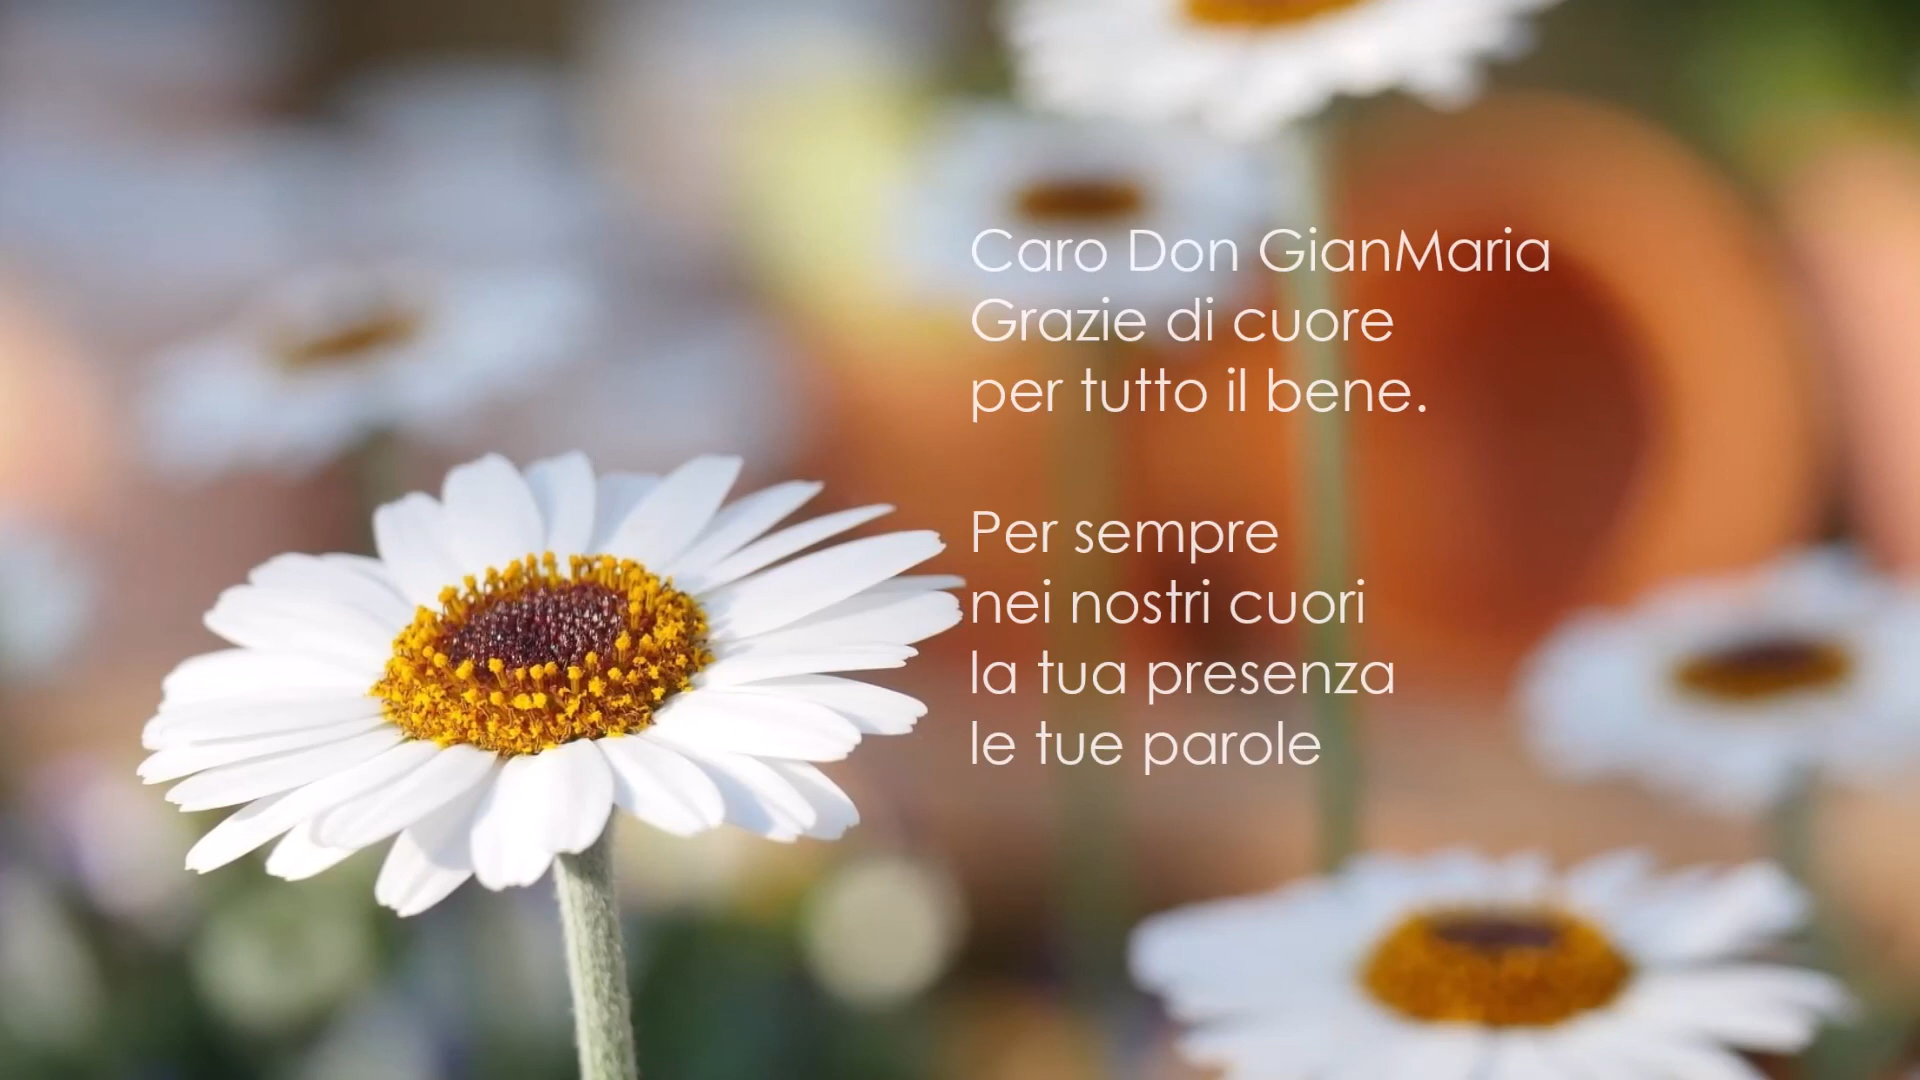 Caro Don GianMaria
Grazie di cuore
per tutto il bene.
Per sempre
nei nostri cuori
la tua presenza
le tue parole